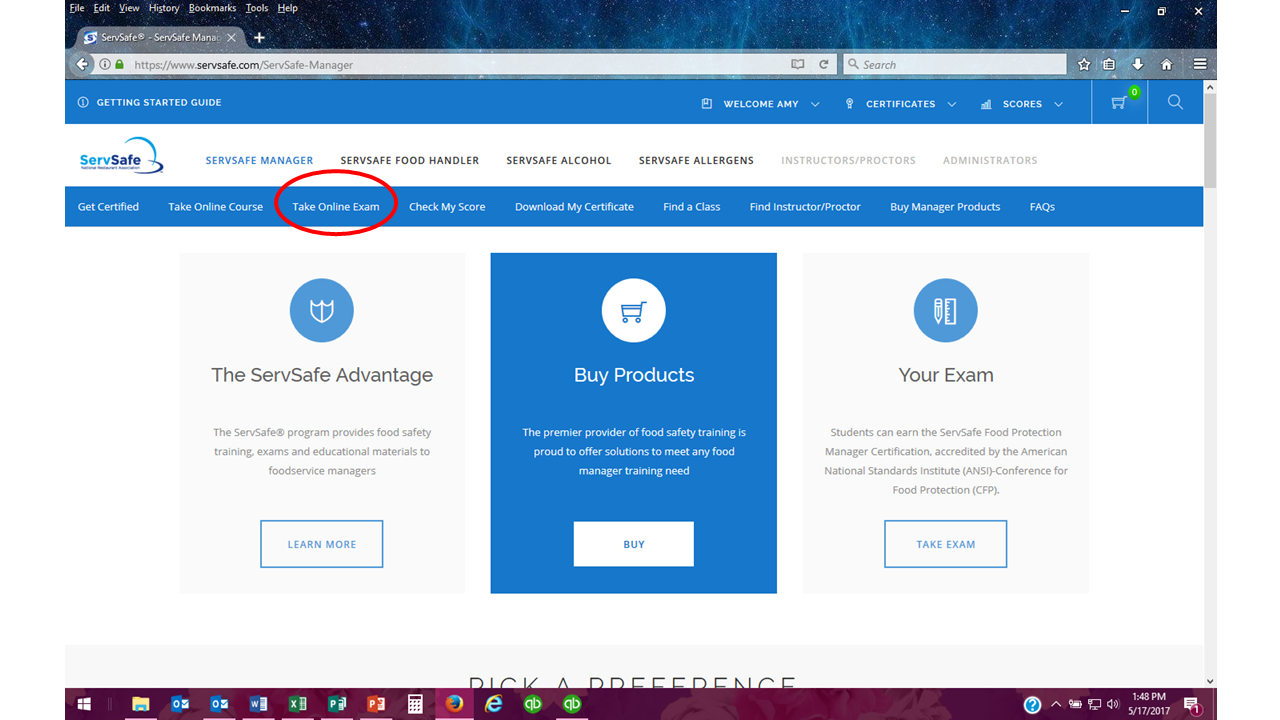 File Edit View History Bookmarks Tools Help
ServSafe® - ServSafe Manag
https://www.servsafe.com/ServSafe-Manager
Search
GETTING STARTED GUIDE
WELCOME AMY
CERTIFICATES
SCORES
0
ServSafe
National Restaurant Association
SERVSAFE MANAGER
SERVSAFE FOOD HANDLER
SERVSAFE ALCOHOL
SERVSAFE ALLERGENS
INSTRUCTORS/PROCTORS
ADMINISTRATORS
Get Certified
Take Online Course
Take Online Exam
Check My Score
Download My Certificate
Find a Class
Find Instructor/Proctor
Buy Manager Products
FAQs
The ServSafe Advantage
The ServSafe® program provides food safety
training, exams and educational materials to
foodservice managers
LEARN MORE
Buy Products
The premier provider of food safety training is
proud to offer solutions to meet any food
manager training need
BUY
Your Exam
Students can earn the ServSafe Food Protection
Manager Certification, accredited by the American
National Standards Institute (ANSI)-Conference for
Food Protection (CFP).
TAKE EXAM
PICK A PREFERENCE
1:48 PM
5/17/2017
1